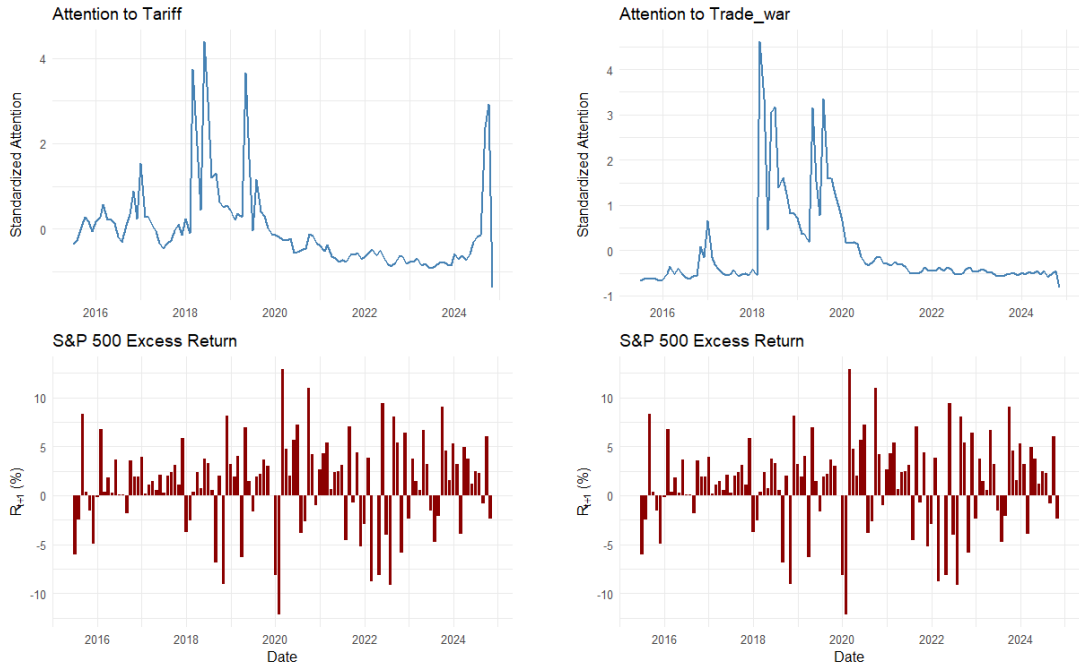 Attention to Tariff
Standardized Attention
4
2
0
2016 2018 2020 2022 2024
Attention to Trade_war
Standardized Attention
4
3
2
1
0
-1
2016 2018 2020 2022 2024
S&P 500 Excess Return
R t+1 (%)
10
5
0
-5
-10
2016 2018 2020 2022 2024
Date
S&P 500 Excess Return
R t+1 (%)
10
5
0
-5
-10
2016 2018 2020 2022 2024
Date